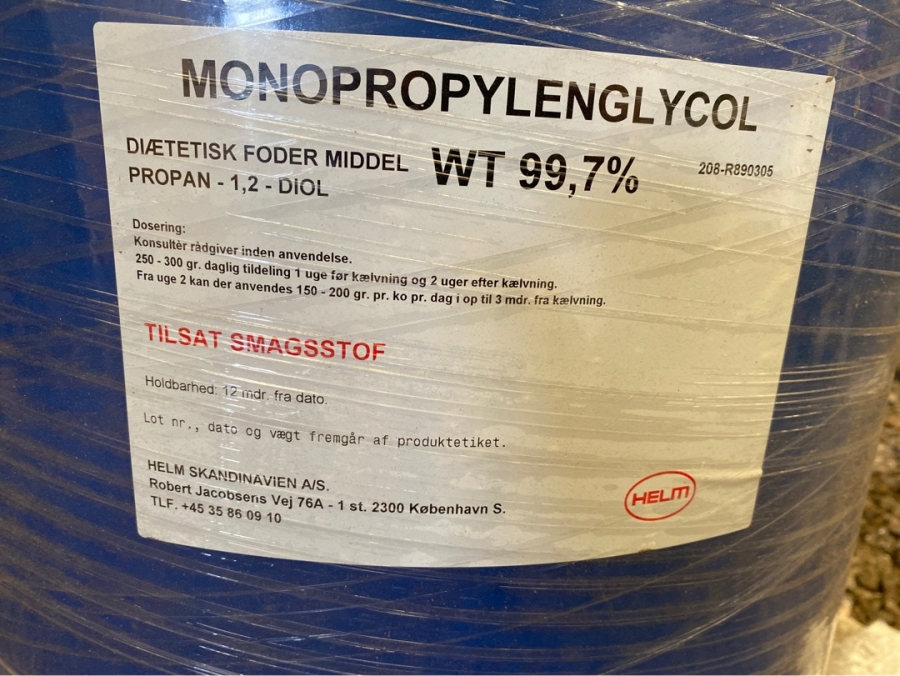 MONOPROPYLENGLYCOL
DIÆTETISK FODER MIDDEL WT 99,7% 208-R890305
PROPAN - 1,2 - DIOL
Dosering:
Konsultèr rådgiver inden anvendelse.
250 - 300 gr. daglig tildeling 1 uge før kælvning og 2 uger efter kælvning.
Fra uge 2 kan der anvendes 150 - 200 gr. pr. ko pr. dag i op til 3 mdr. fra kælvning.
TILSAT SMAGSSTOF
Holdbarhed: 12 mdr. fra dato.
Lot nr., dato og vægt fremgår af produktetiket.
HELM SKANDINAVIEN A/S.
Robert Jacobsens Vej 76A - 1 st. 2300 København S.
TLF. +45 35 86 09 10
HELM